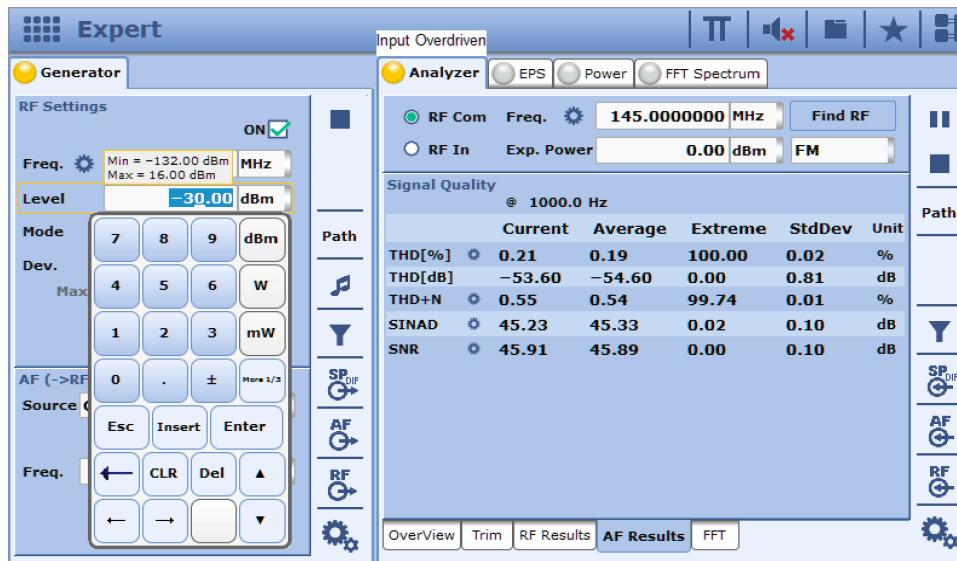 Expert
Input Overdriven
Generator
RF Settings
ON
Freq.
Min = −132.00 dBm
Max = 16.00 dBm
MHz
Level
−30.00 dBm
Mode
Dev.
Max
7 8 9 dBm
4 5 6 W
1 2 3 mW
0 . ± More 1/3
Esc Insert Enter
← CLR Del ▲
← → ▼
AF (->RF
Source
Freq.
Path
SPDIF
AF
RF
Analyzer EPS Power FFT Spectrum
RF Com Freq. 145.0000000 MHz Find RF
RF In Exp. Power 0.00 dBm FM
Signal Quality
@ 1000.0 Hz
Current Average Extreme StdDev Unit
THD[%] 0.21 0.19 100.00 0.02 %
THD[dB] −53.60 −54.60 0.00 0.81 dB
THD+N 0.55 0.54 99.74 0.01 %
SINAD 45.23 45.33 0.02 0.10 dB
SNR 45.91 45.89 0.00 0.10 dB
OverView Trim RF Results AF Results FFT
Path
SPDIF
AF
RF